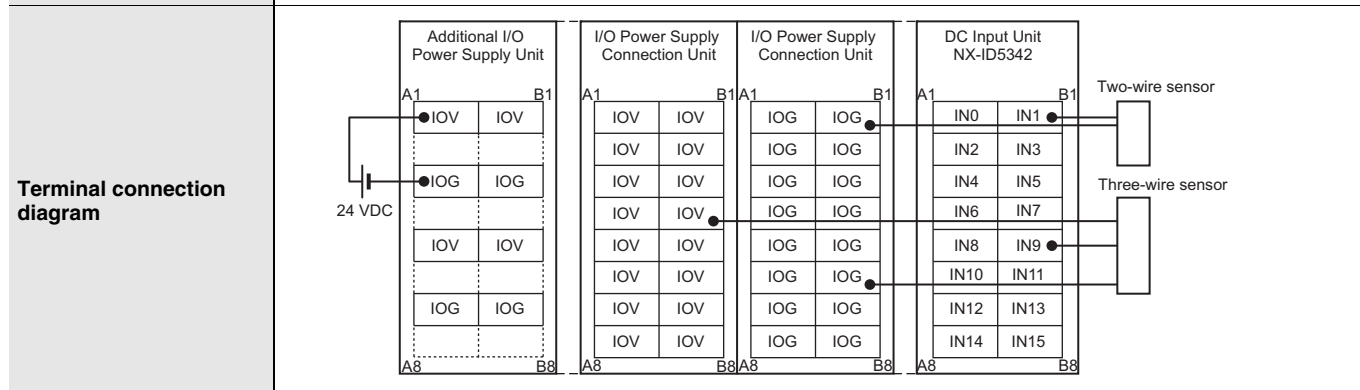 Terminal connection
diagram
Additional I/O
Power Supply Unit
I/O Power Supply
Connection Unit
I/O Power Supply
Connection Unit
DC Input Unit
NX-ID5342
Two-wire sensor
A1 B1 A1 B1 A1 B1 A1 B1
IOV IOV IOV IOV IOG IOG IN0 IN1
IOV IOV IOG IOG IN2 IN3
Three-wire sensor
IOG IOG IOV IOV IOG IOG IN4 IN5
24 VDC
IOV IOV IOG IOG IN6 IN7
IOV IOV IOV IOV IOG IOG IN8 IN9
IOV IOV IOG IOG IN10 IN11
IOG IOG IOV IOV IOG IOG IN12 IN13
IOV IOV IOG IOG IN14 IN15
A8 B8 A8 B8 A8 B8 A8 B8